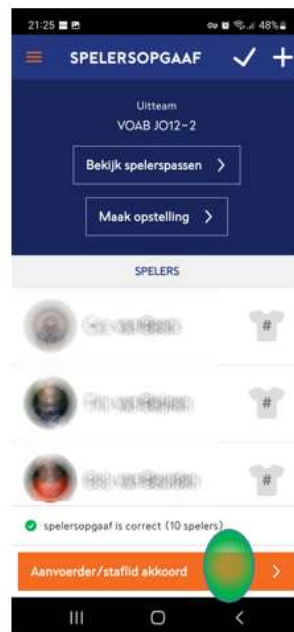 21:25 48%
SPELERSOPGAAF
Uitteam
VOAB JO12-2
Bekijk spelerspassen
Maak opstelling
SPELERS
#
#
#
spelersopgaaf is correct (10 spelers)
Aanvoerder/staflid akkoord